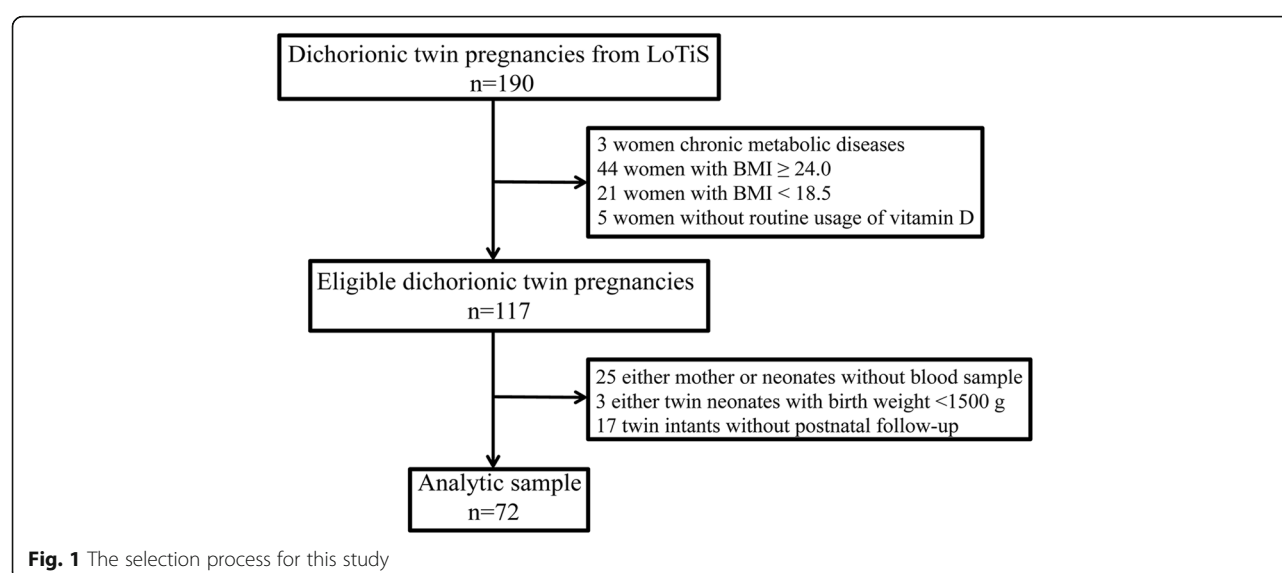 Dichorionic twin pregnancies from LoTiS
n=190
3 women chronic metabolic diseases
44 women with BMI ≥ 24.0
21 women with BMI < 18.5
5 women without routine usage of vitamin D
Eligible dichorionic twin pregnancies
n=117
25 either mother or neonates without blood sample
3 either twin neonates with birth weight <1500 g
17 twin intants without postnatal follow-up
Analytic sample
n=72
Fig. 1 The selection process for this study